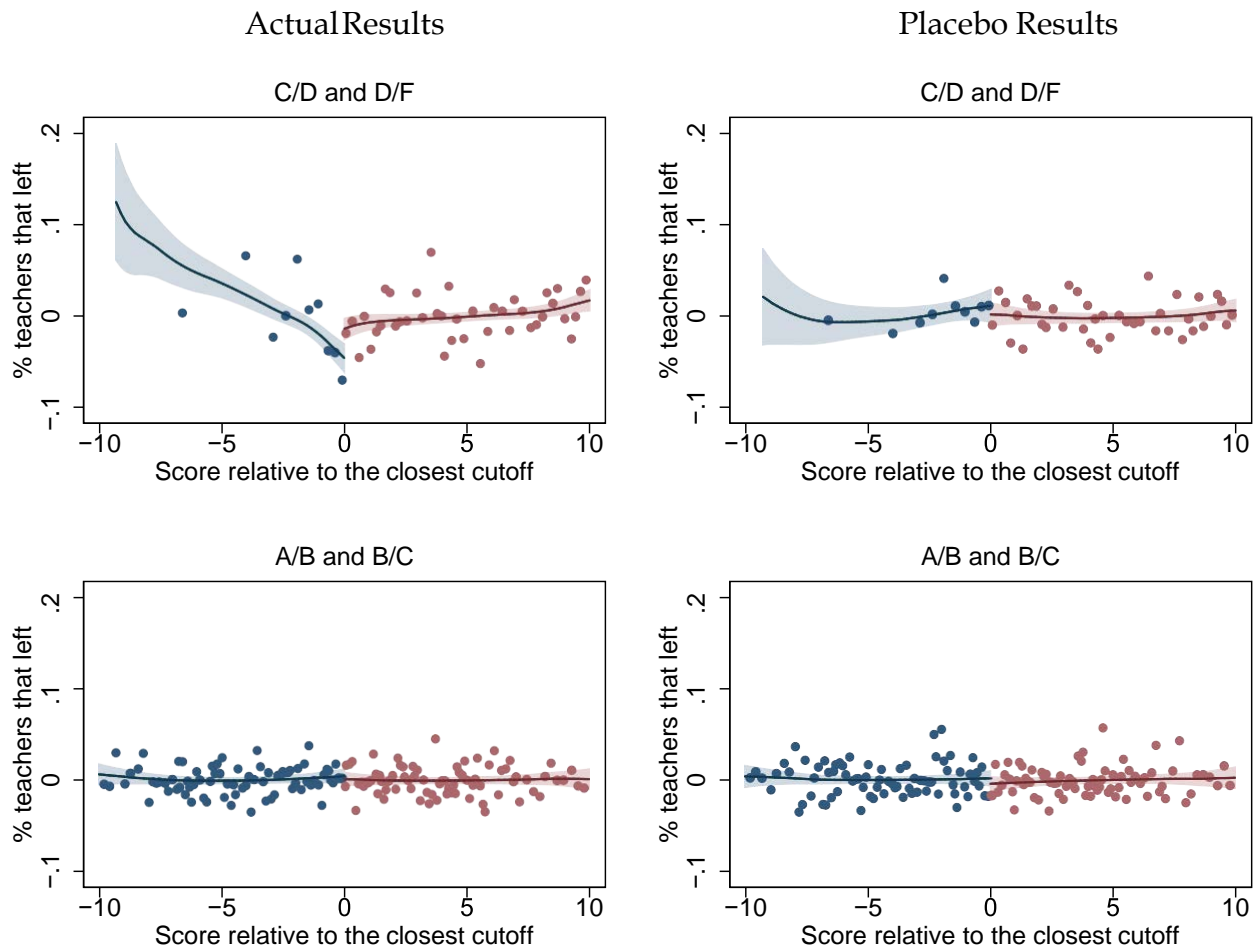 ActualResults
Placebo Results
C/D and D/F
C/D and D/F
% teachers that left
.2
.1
0
−.1
−10
−5
0
5
10
Score relative to the closest cutoff
% teachers that left
.2
.1
0
−.1
−10
−5
0
5
10
Score relative to the closest cutoff
A/B and B/C
A/B and B/C
% teachers that left
.2
.1
0
−.1
−10
−5
0
5
10
Score relative to the closest cutoff
% teachers that left
.2
.1
0
−.1
−10
−5
0
5
10
Score relative to the closest cutoff